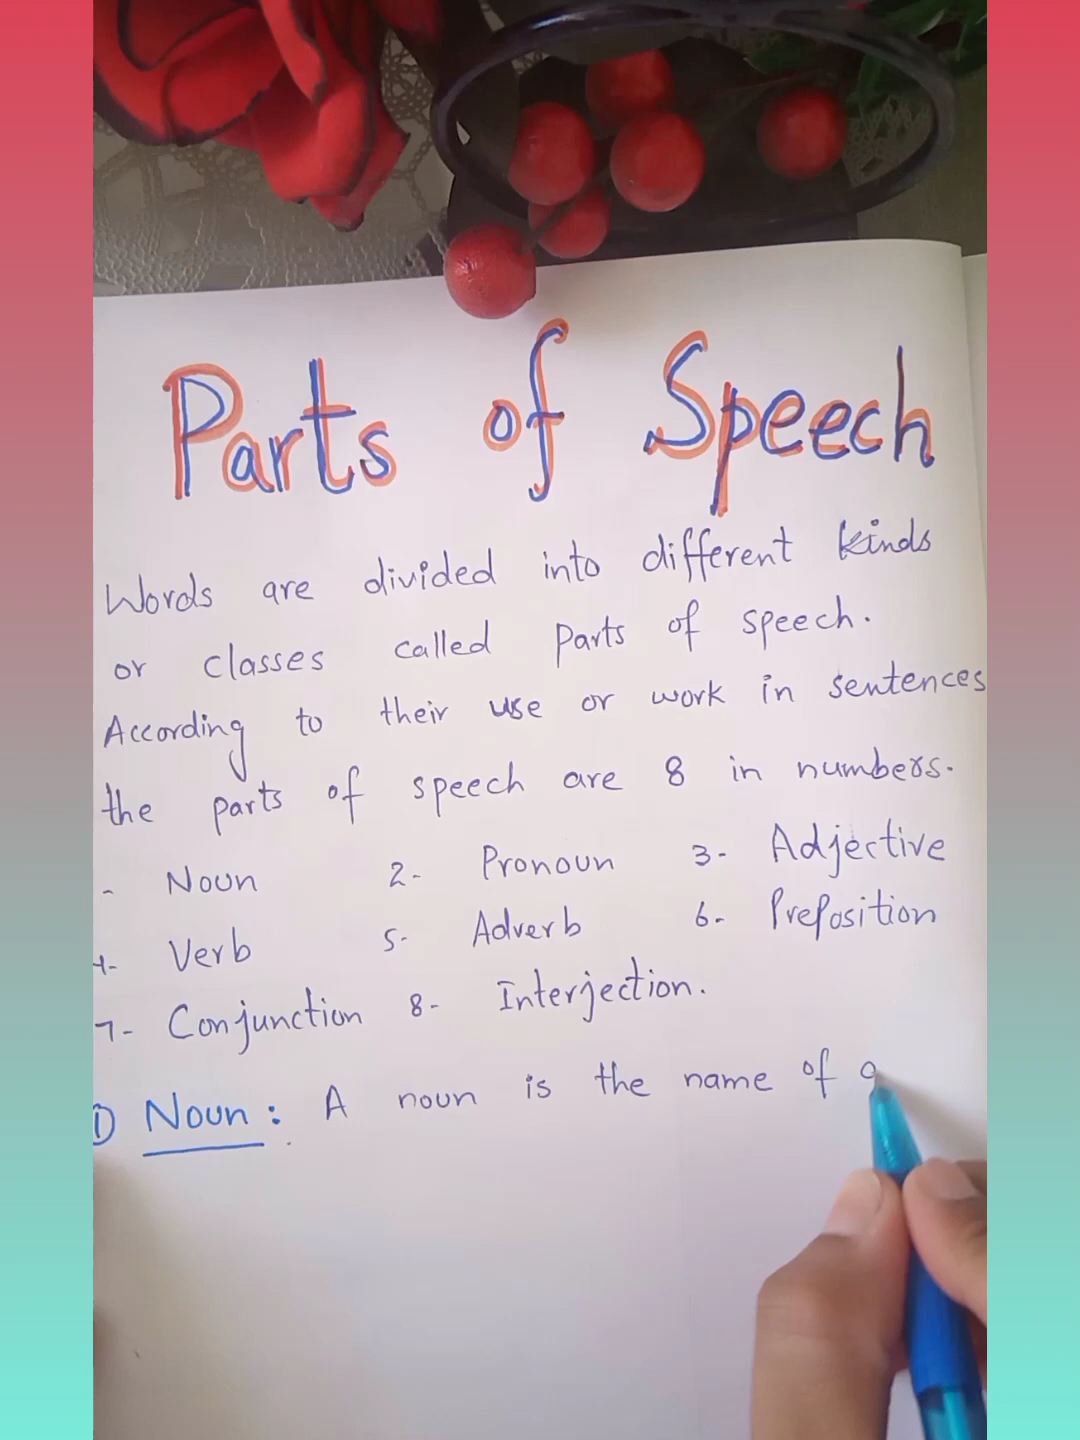 Parts of Speech
Words are divided into different kinds
or classes called parts of speech.
According to their use or work in sentences
the parts of speech are 8 in numbers.
- Noun 2- Pronoun 3- Adjective
4- Verb 5- Adverb 6- Preposition
7- Conjunction 8- Interjection.
1) Noun: A noun is the name of a